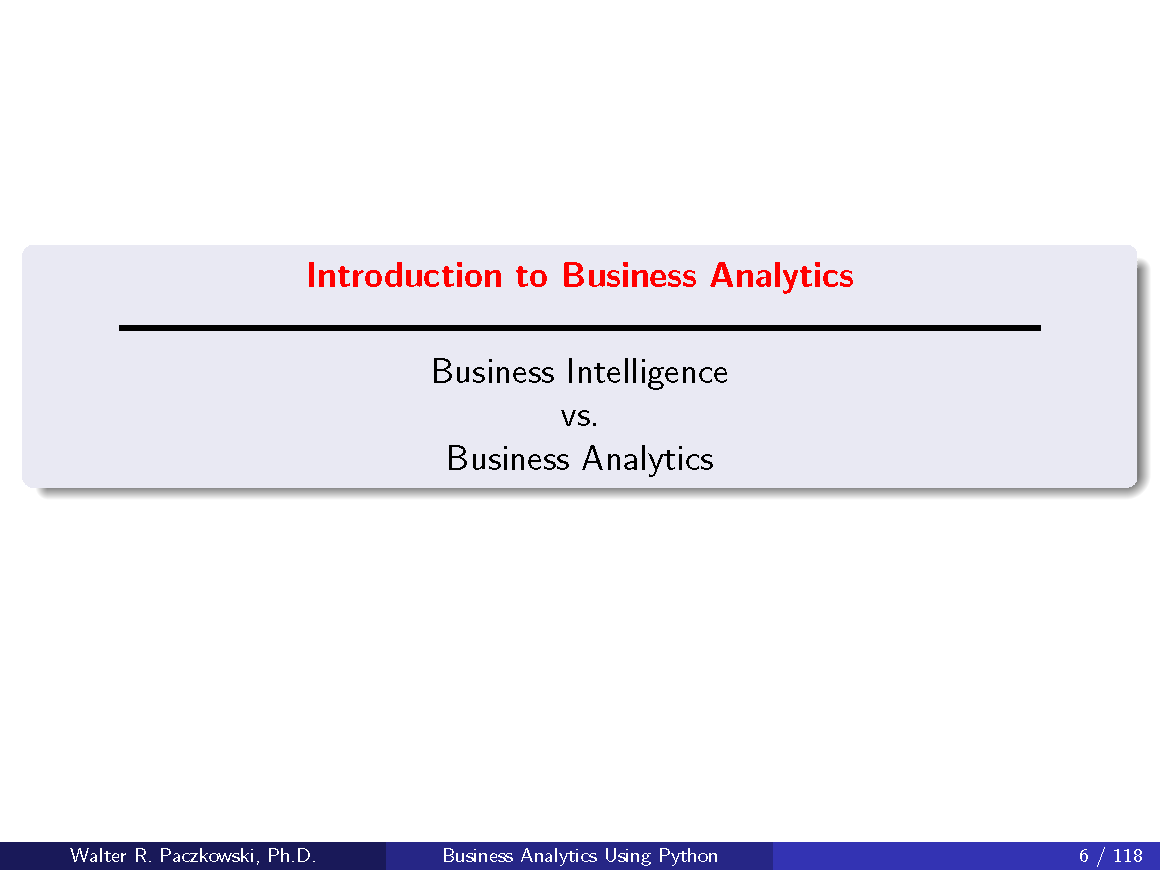 Introduction to Business Analytics
Business Intelligence
vs.
Business Analytics
Walter R. Paczkowski, Ph.D.
Business Analytics Using Python
6 / 118